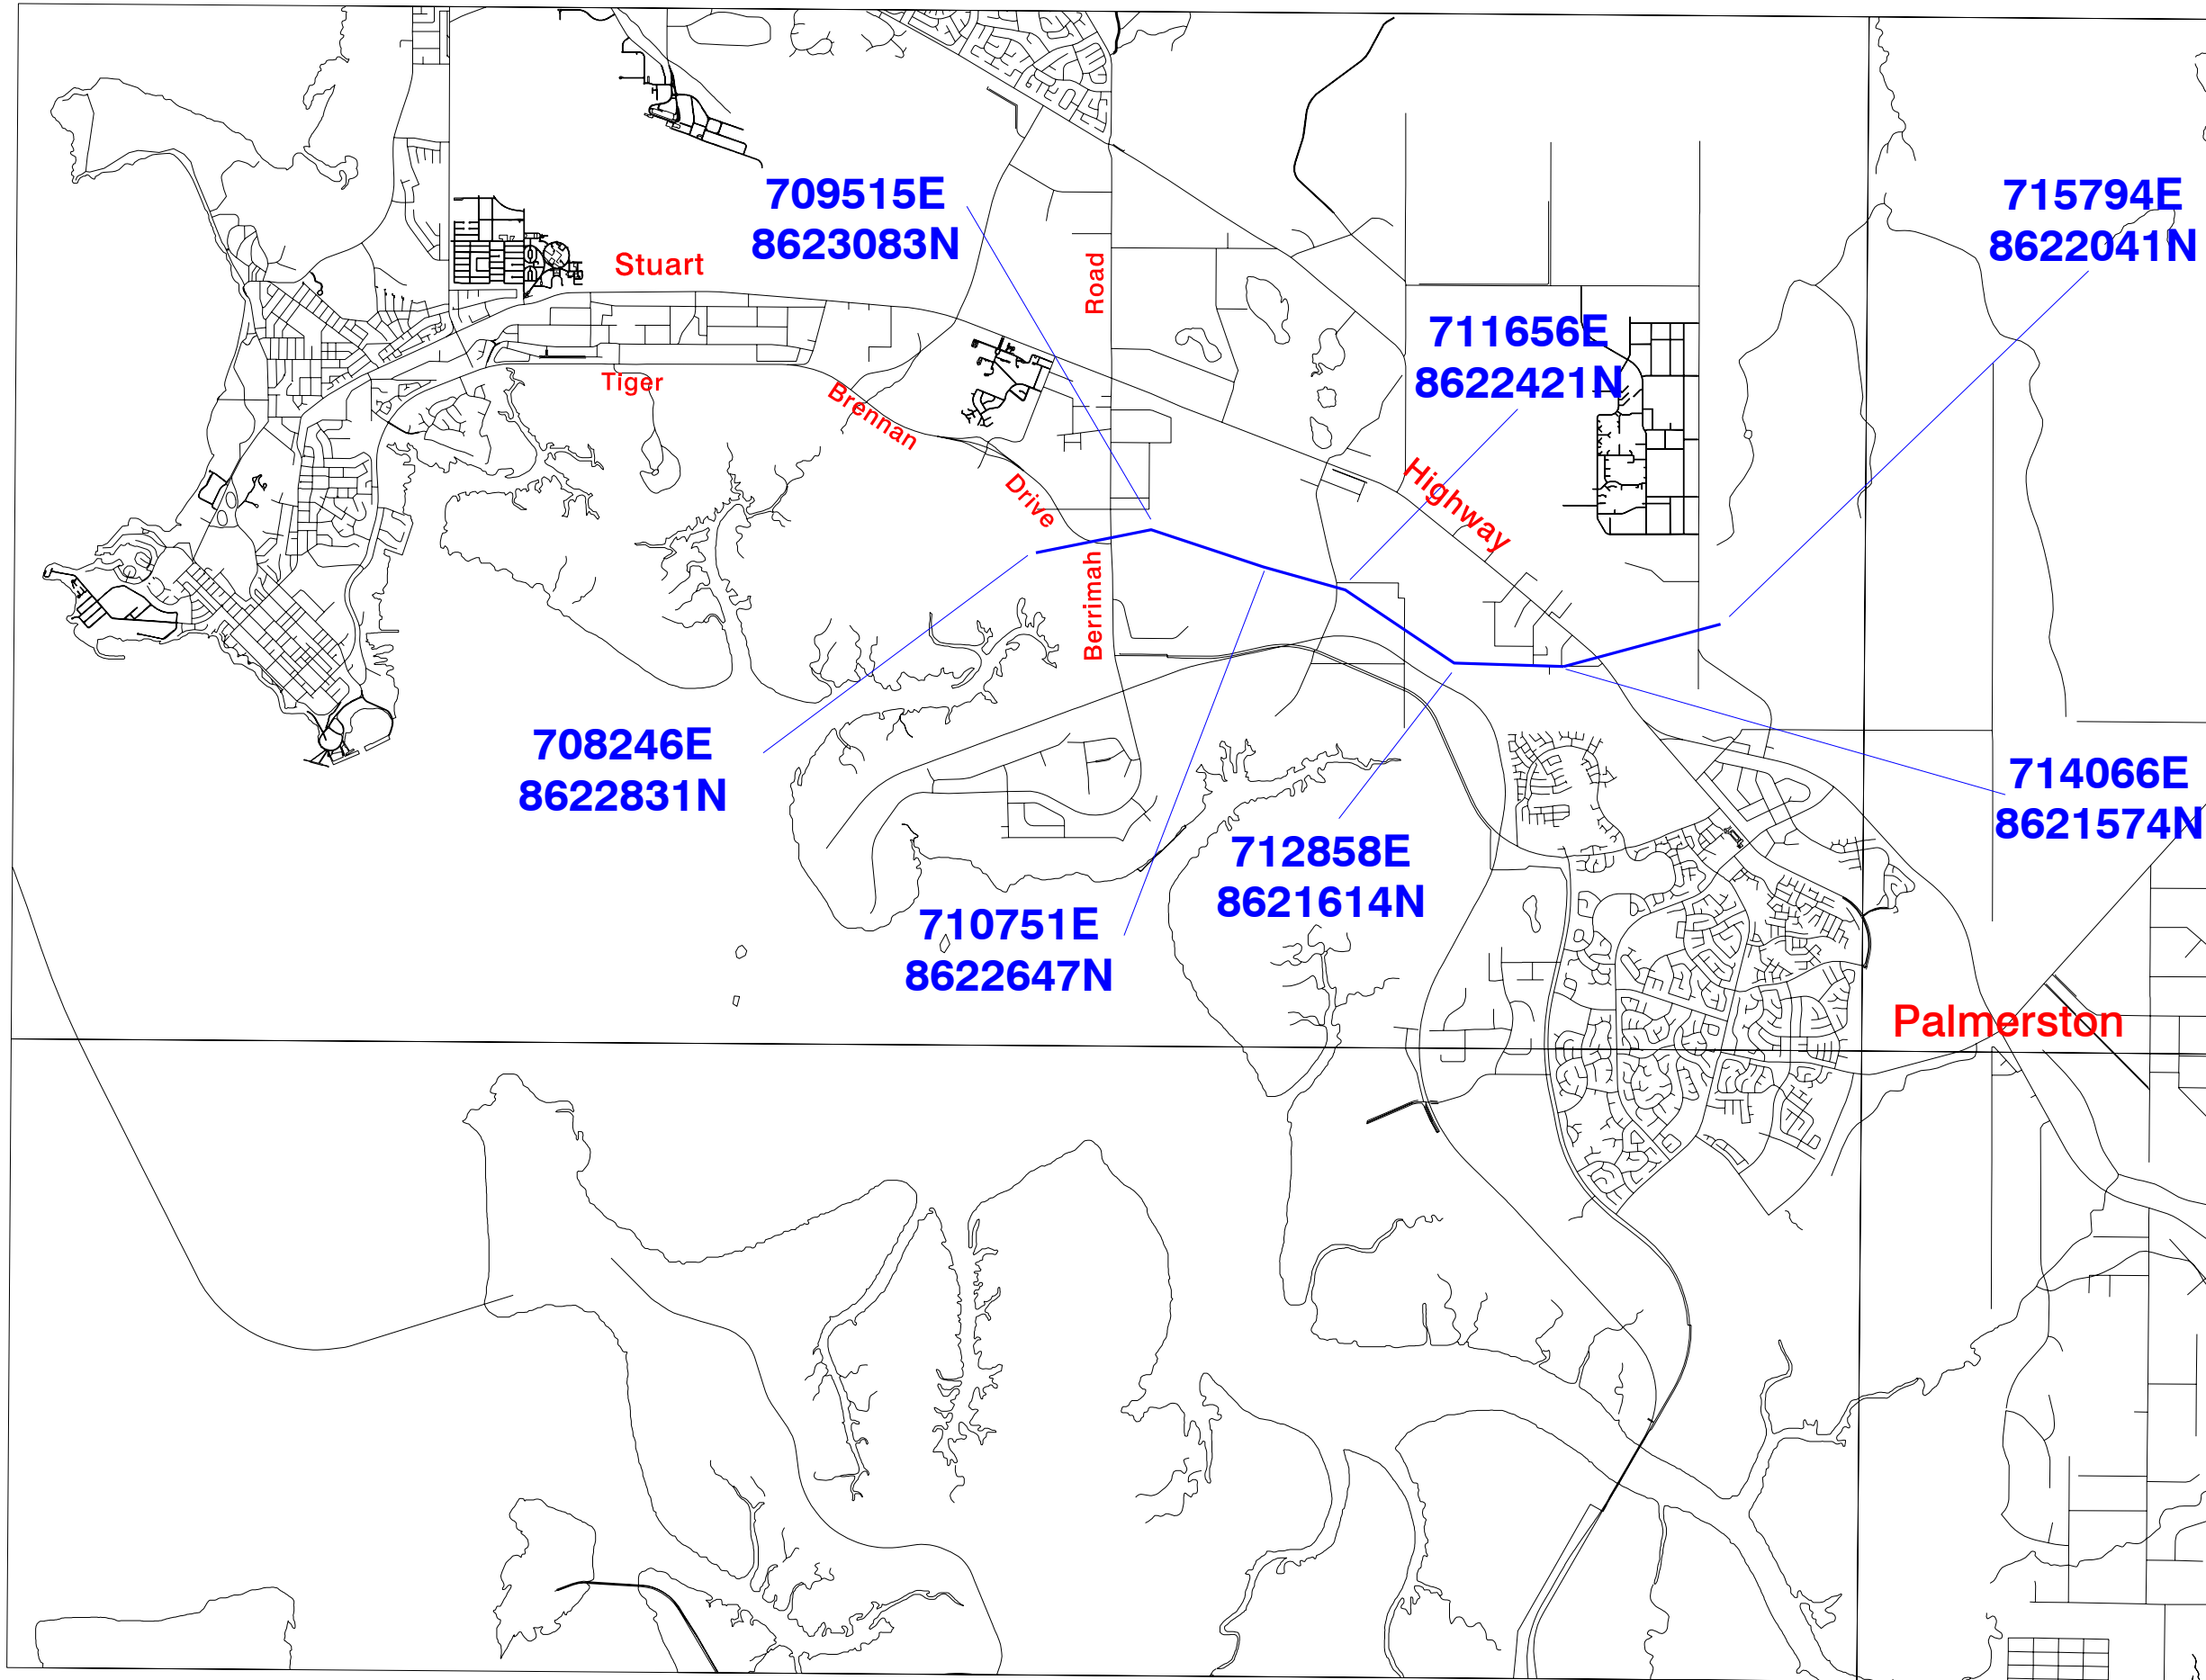 709515E
8623083N
715794E
8622041N
Stuart
Road
711656E
8622421N
Tiger
Brennan
Highway
Drive
Berrimah
708246E
8622831N
714066E
8621574N
712858E
8621614N
710751E
8622647N
Palmerston